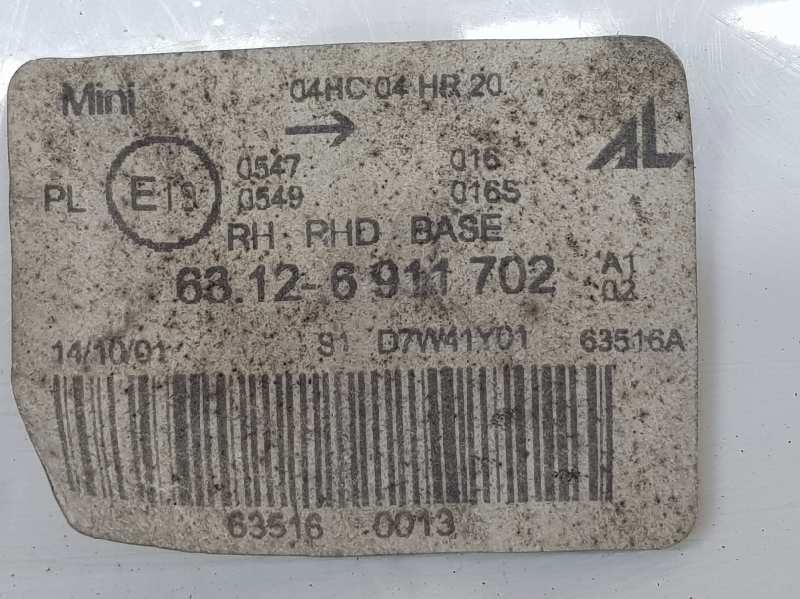 Mini 04HC 04 HR 20
AL
0547 016
PL E13 0549 0165
RH RHD BASE
63.12-6 911 702 A1
02
14/10/01 S1 D7W41Y01 63516A
63516 0013